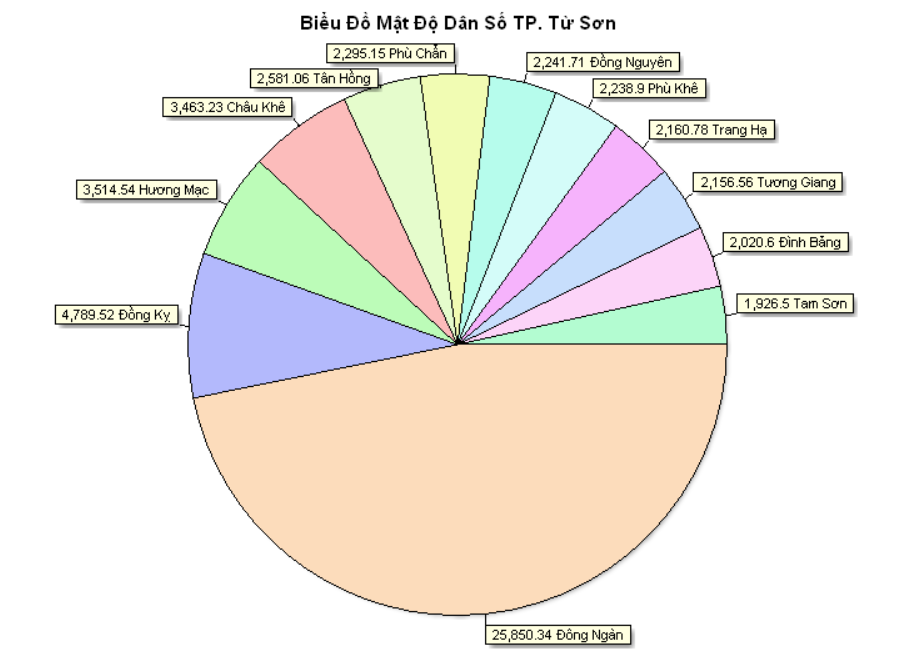 Biểu Đồ Mật Độ Dân Số TP. Từ Sơn
2,295.15 Phù Chẩn
2,241.71 Đồng Nguyên
2,581.06 Tân Hồng
2,238.9 Phù Khê
3,463.23 Châu Khê
2,160.78 Trang Hạ
3,514.54 Hương Mạc
2,156.56 Tương Giang
2,020.6 Đình Bảng
1,926.5 Tam Sơn
4,789.52 Đồng Kỵ
25,850.34 Đông Ngàn